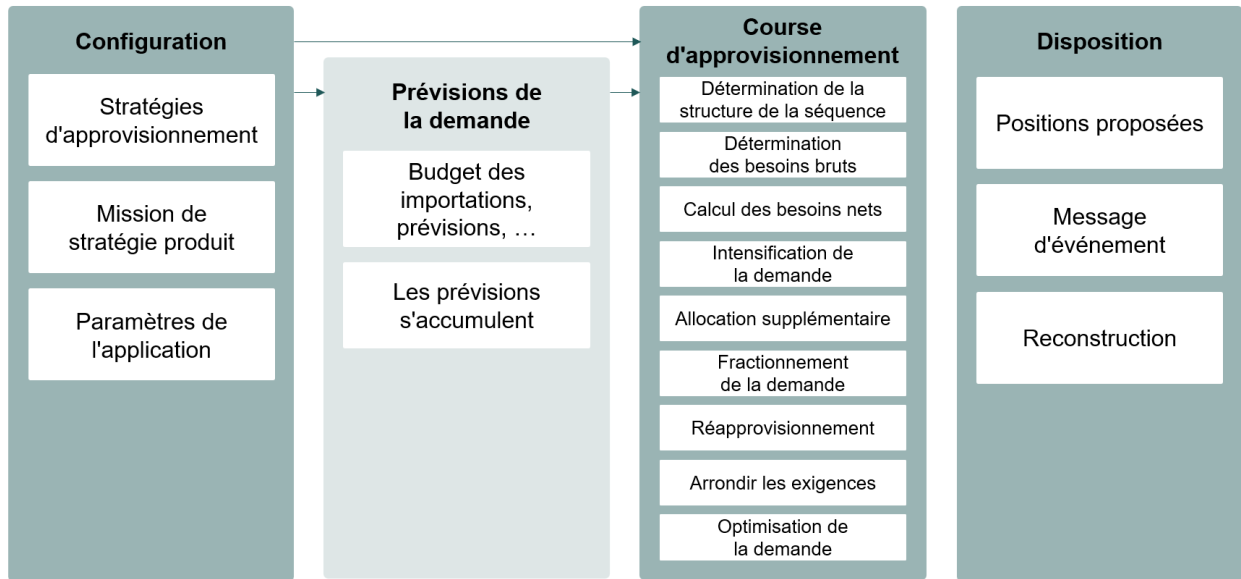 Configuration
Stratégies
d'approvisionnement
Mission de
stratégie produit
Paramètres de
l'application
Prévisions de
la demande
Budget des
importations,
prévisions, …
Les prévisions
s'accumulent
Course
d'approvisionnement
Détermination de la
structure de la séquence
Détermination
des besoins bruts
Calcul des besoins nets
Intensification de
la demande
Allocation supplémentaire
Fractionnement
de la demande
Réapprovisionnement
Arrondir les exigences
Optimisation de
la demande
Disposition
Positions proposées
Message
d'événement
Reconstruction